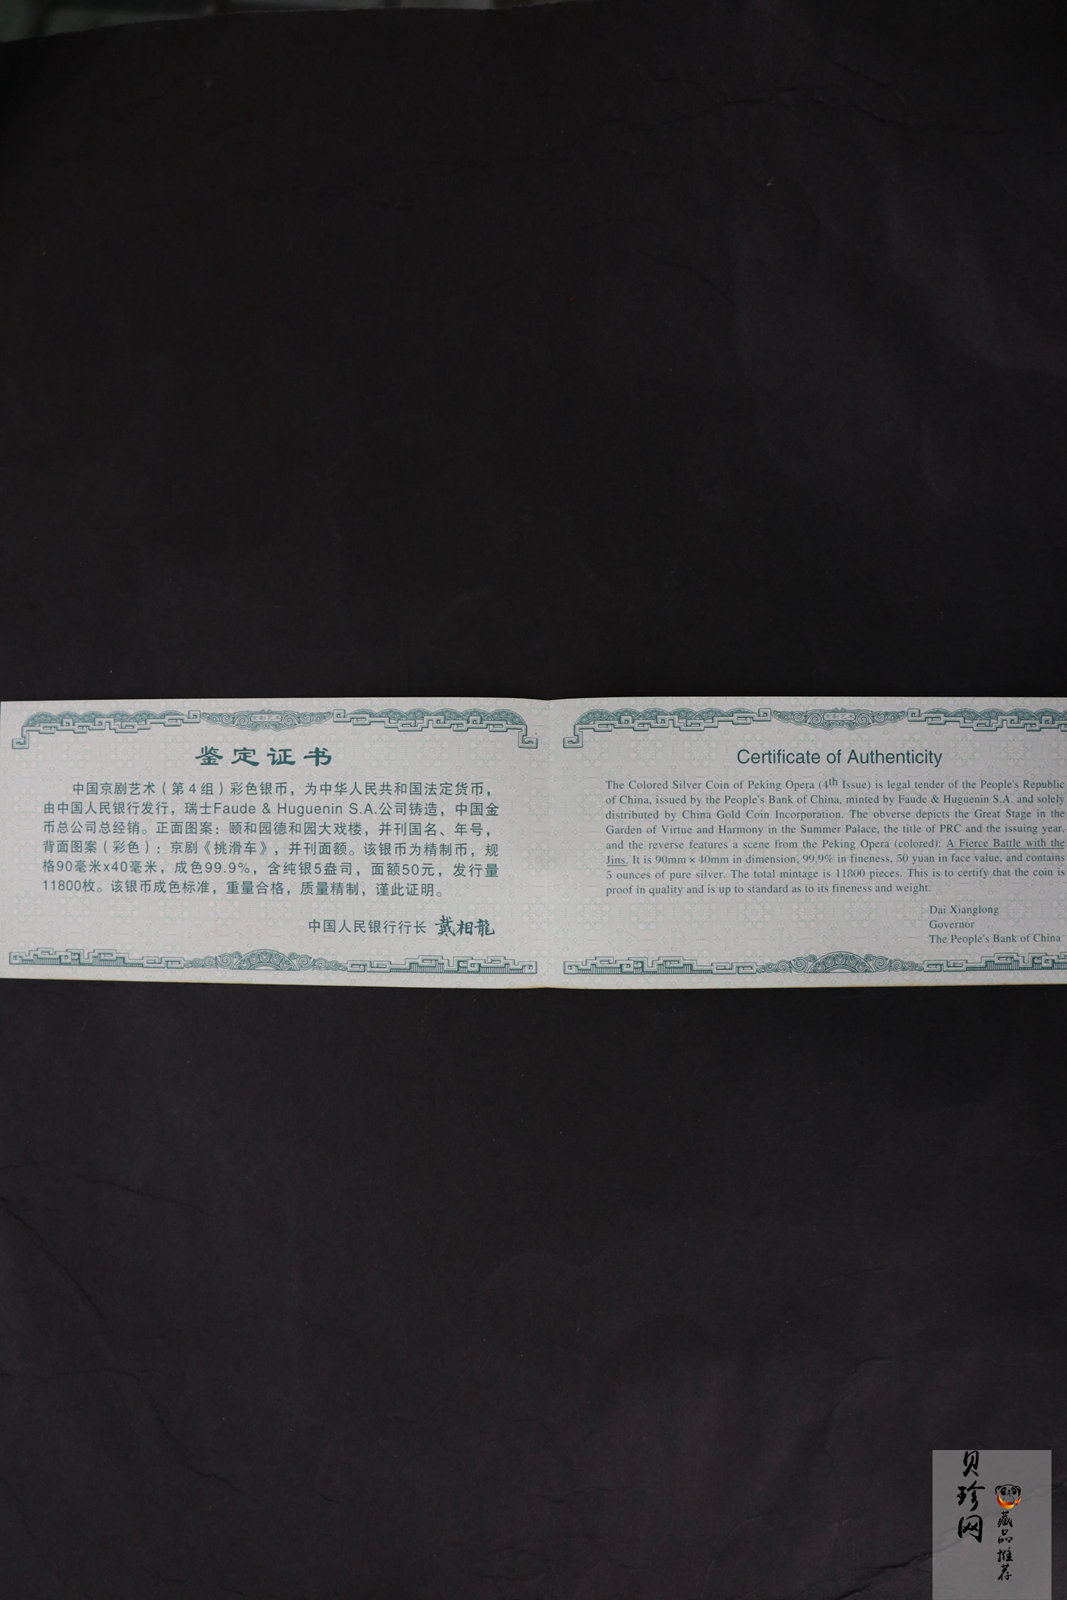 鉴定证书
中国京剧艺术(第4组)彩色银币，为中华人民共和国法定货币，
由中国人民银行发行，瑞士Faude & Huguenin S.A.公司铸造，中国金
币总公司总经销。正面图案：颐和园德和园大戏楼，并刊国名、年号，
背面图案(彩色)：京剧《挑滑车》，并刊面额。该银币为精制币，规
格90毫米x40毫米，成色99.9%，含纯银5盎司，面额50元，发行量
11800枚。该银币成色标准，重量合格，质量精制，谨此证明。
中国人民银行行长 戴相龍
Certificate of Authenticity
The Colored Silver Coin of Peking Opera (4th Issue) is legal tender of the People's Republic
of China, issued by the People's Bank of China, minted by Faude & Huguenin S.A. and solely
distributed by China Gold Coin Incorporation. The obverse depicts the Great Stage in the
Garden of Virtue and Harmony in the Summer Palace, the title of PRC and the issuing year,
and the reverse features a scene from the Peking Opera (colored): A Fierce Battle with the
Jins. It is 90mm × 40mm in dimension, 99.9% in fineness, 50 yuan in face value, and contains
5 ounces of pure silver. The total mintage is 11800 pieces. This is to certify that the coin is
proof in quality and is up to standard as to its fineness and weight.
Dai Xianglong
Governor
The People's Bank of China
贝珍网
藏品推荐